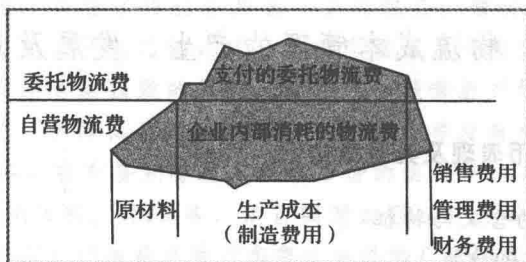 委托物流费
支付的委托物流费
自营物流费
企业内部消耗的物流费
原材料
生产成本
（制造费用）
销售费用
管理费用
财务费用